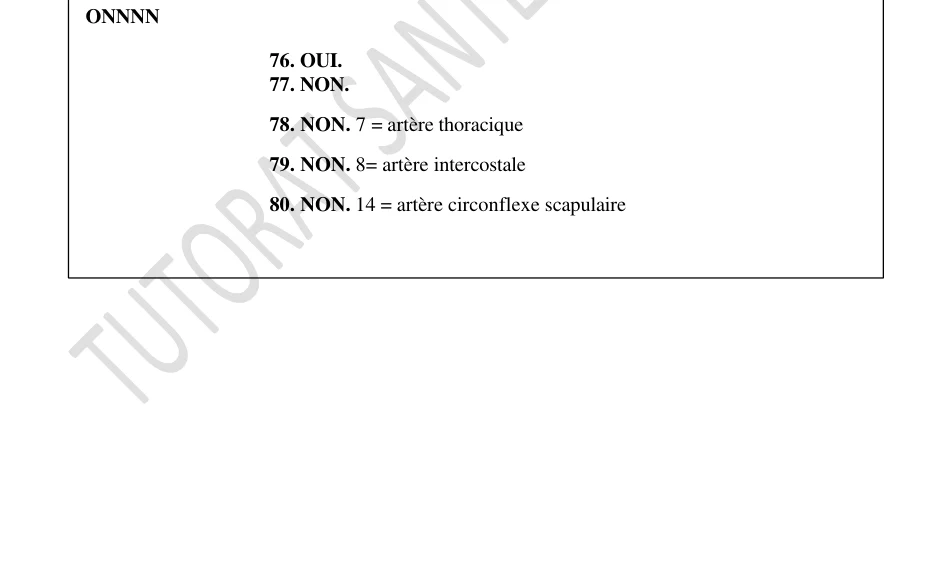 ONNNN
76. OUI.
77. NON.
78. NON. 7 = artère thoracique
79. NON. 8= artère intercostale
80. NON. 14 = artère circonflexe scapulaire
TUTORAT SANTE